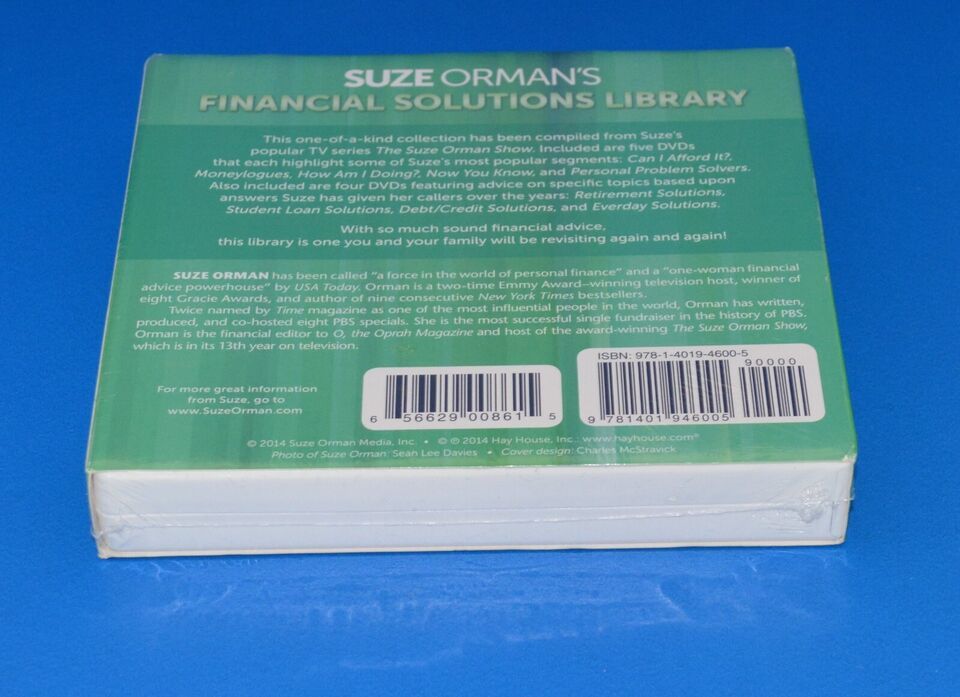 SUZE ORMAN'S
FINANCIAL SOLUTIONS LIBRARY
This one-of-a-kind collection has been compiled from Suze's
popular TV series The Suze Orman Show. Included are five DVDs
that each highlight some of Suze's most popular segments: Can I Afford It?,
Moneylogues, How Am I Doing?, Now You Know, and Personal Problem Solvers.
Also included are four DVDs featuring advice on specific topics based upon
answers Suze has given her callers over the years: Retirement Solutions,
Student Loan Solutions, Debt/Credit Solutions, and Everday Solutions.
With so much sound financial advice,
this library is one you and your family will be revisiting again and again!
SUZE ORMAN has been called "a force in the world of personal finance" and a "one-woman financial
advice powerhouse" by USA Today. Orman is a two-time Emmy Award–winning television host, winner of
eight Gracie Awards, and author of nine consecutive New York Times bestsellers.
Twice named by Time magazine as one of the most influential people in the world, Orman has written,
produced, and co-hosted eight PBS specials. She is the most successful single fundraiser in the history of PBS.
Orman is the financial editor to O, the Oprah Magazine and host of the award-winning The Suze Orman Show,
which is in its 13th year on television.
For more great information
from Suze, go to
www.SuzeOrman.com
6 56629 00861 5
ISBN: 978-1-4019-4600-5
90000
9 781401 946005
© 2014 Suze Orman Media, Inc. • © ℗ 2014 Hay House, Inc.: www.hayhouse.com®
Photo of Suze Orman: Sean Lee Davies • Cover design: Charles McStravick